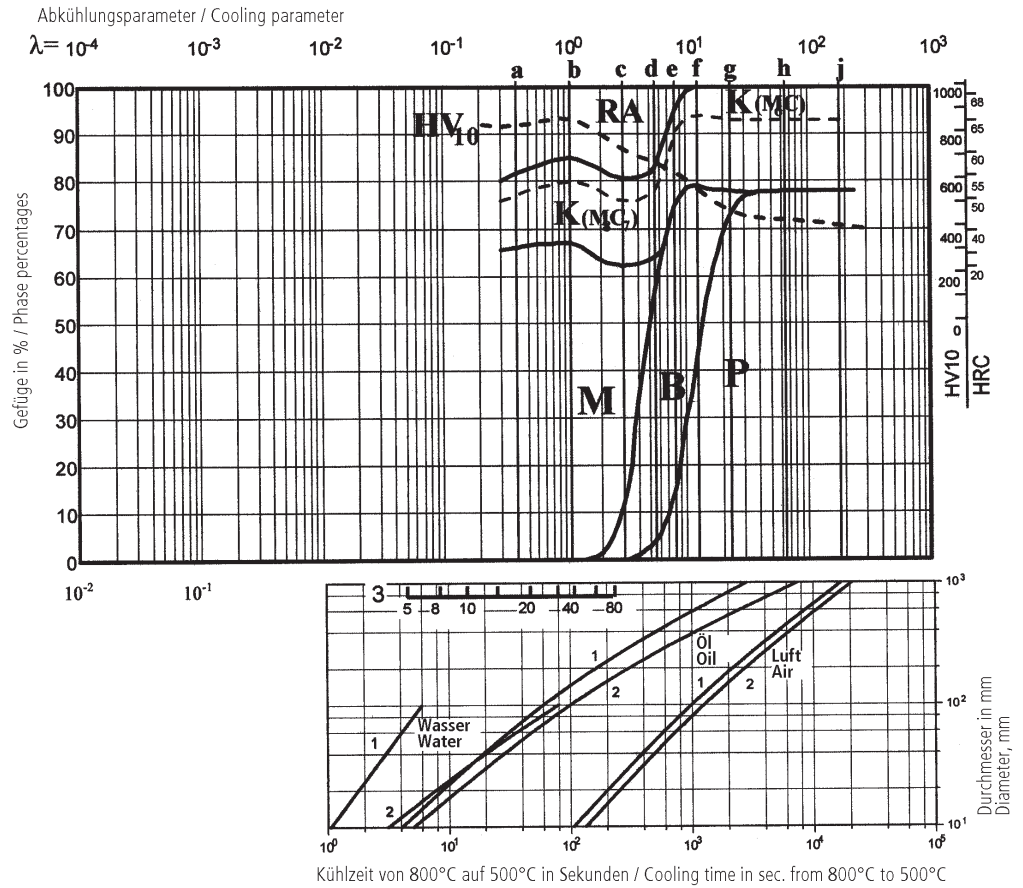 Abkühlungsparameter / Cooling parameter
λ= 10-4 10-3 10-2 10-1 100 101 102 103
a b c d e f g h j
100
90
80
70
60
50
40
30
20
10
0
Gefüge in % / Phase percentages
HV10
RA
K(M7C3)
M
B
P
1000 68
65
800
60
600 55
50
400 40
20
200
0
HV10
HRC
10-2 10-1
3
5 8 10 20 40 80
Wasser
Water
Öl
Oil
Luft
Air
1
2
1
2
1
2
103
102
101
Durchmesser in mm
Diameter, mm
100 101 102 103 104 105
Kühlzeit von 800°C auf 500°C in Sekunden / Cooling time in sec. from 800°C to 500°C